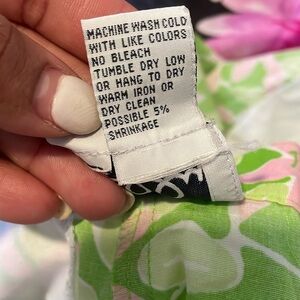 MACHINE WASH COLD
WITH LIKE COLORS
NO BLEACH
TUMBLE DRY LOW
OR HANG TO DRY
WARM IRON OR
DRY CLEAN
POSSIBLE 5%
SHRINKAGE